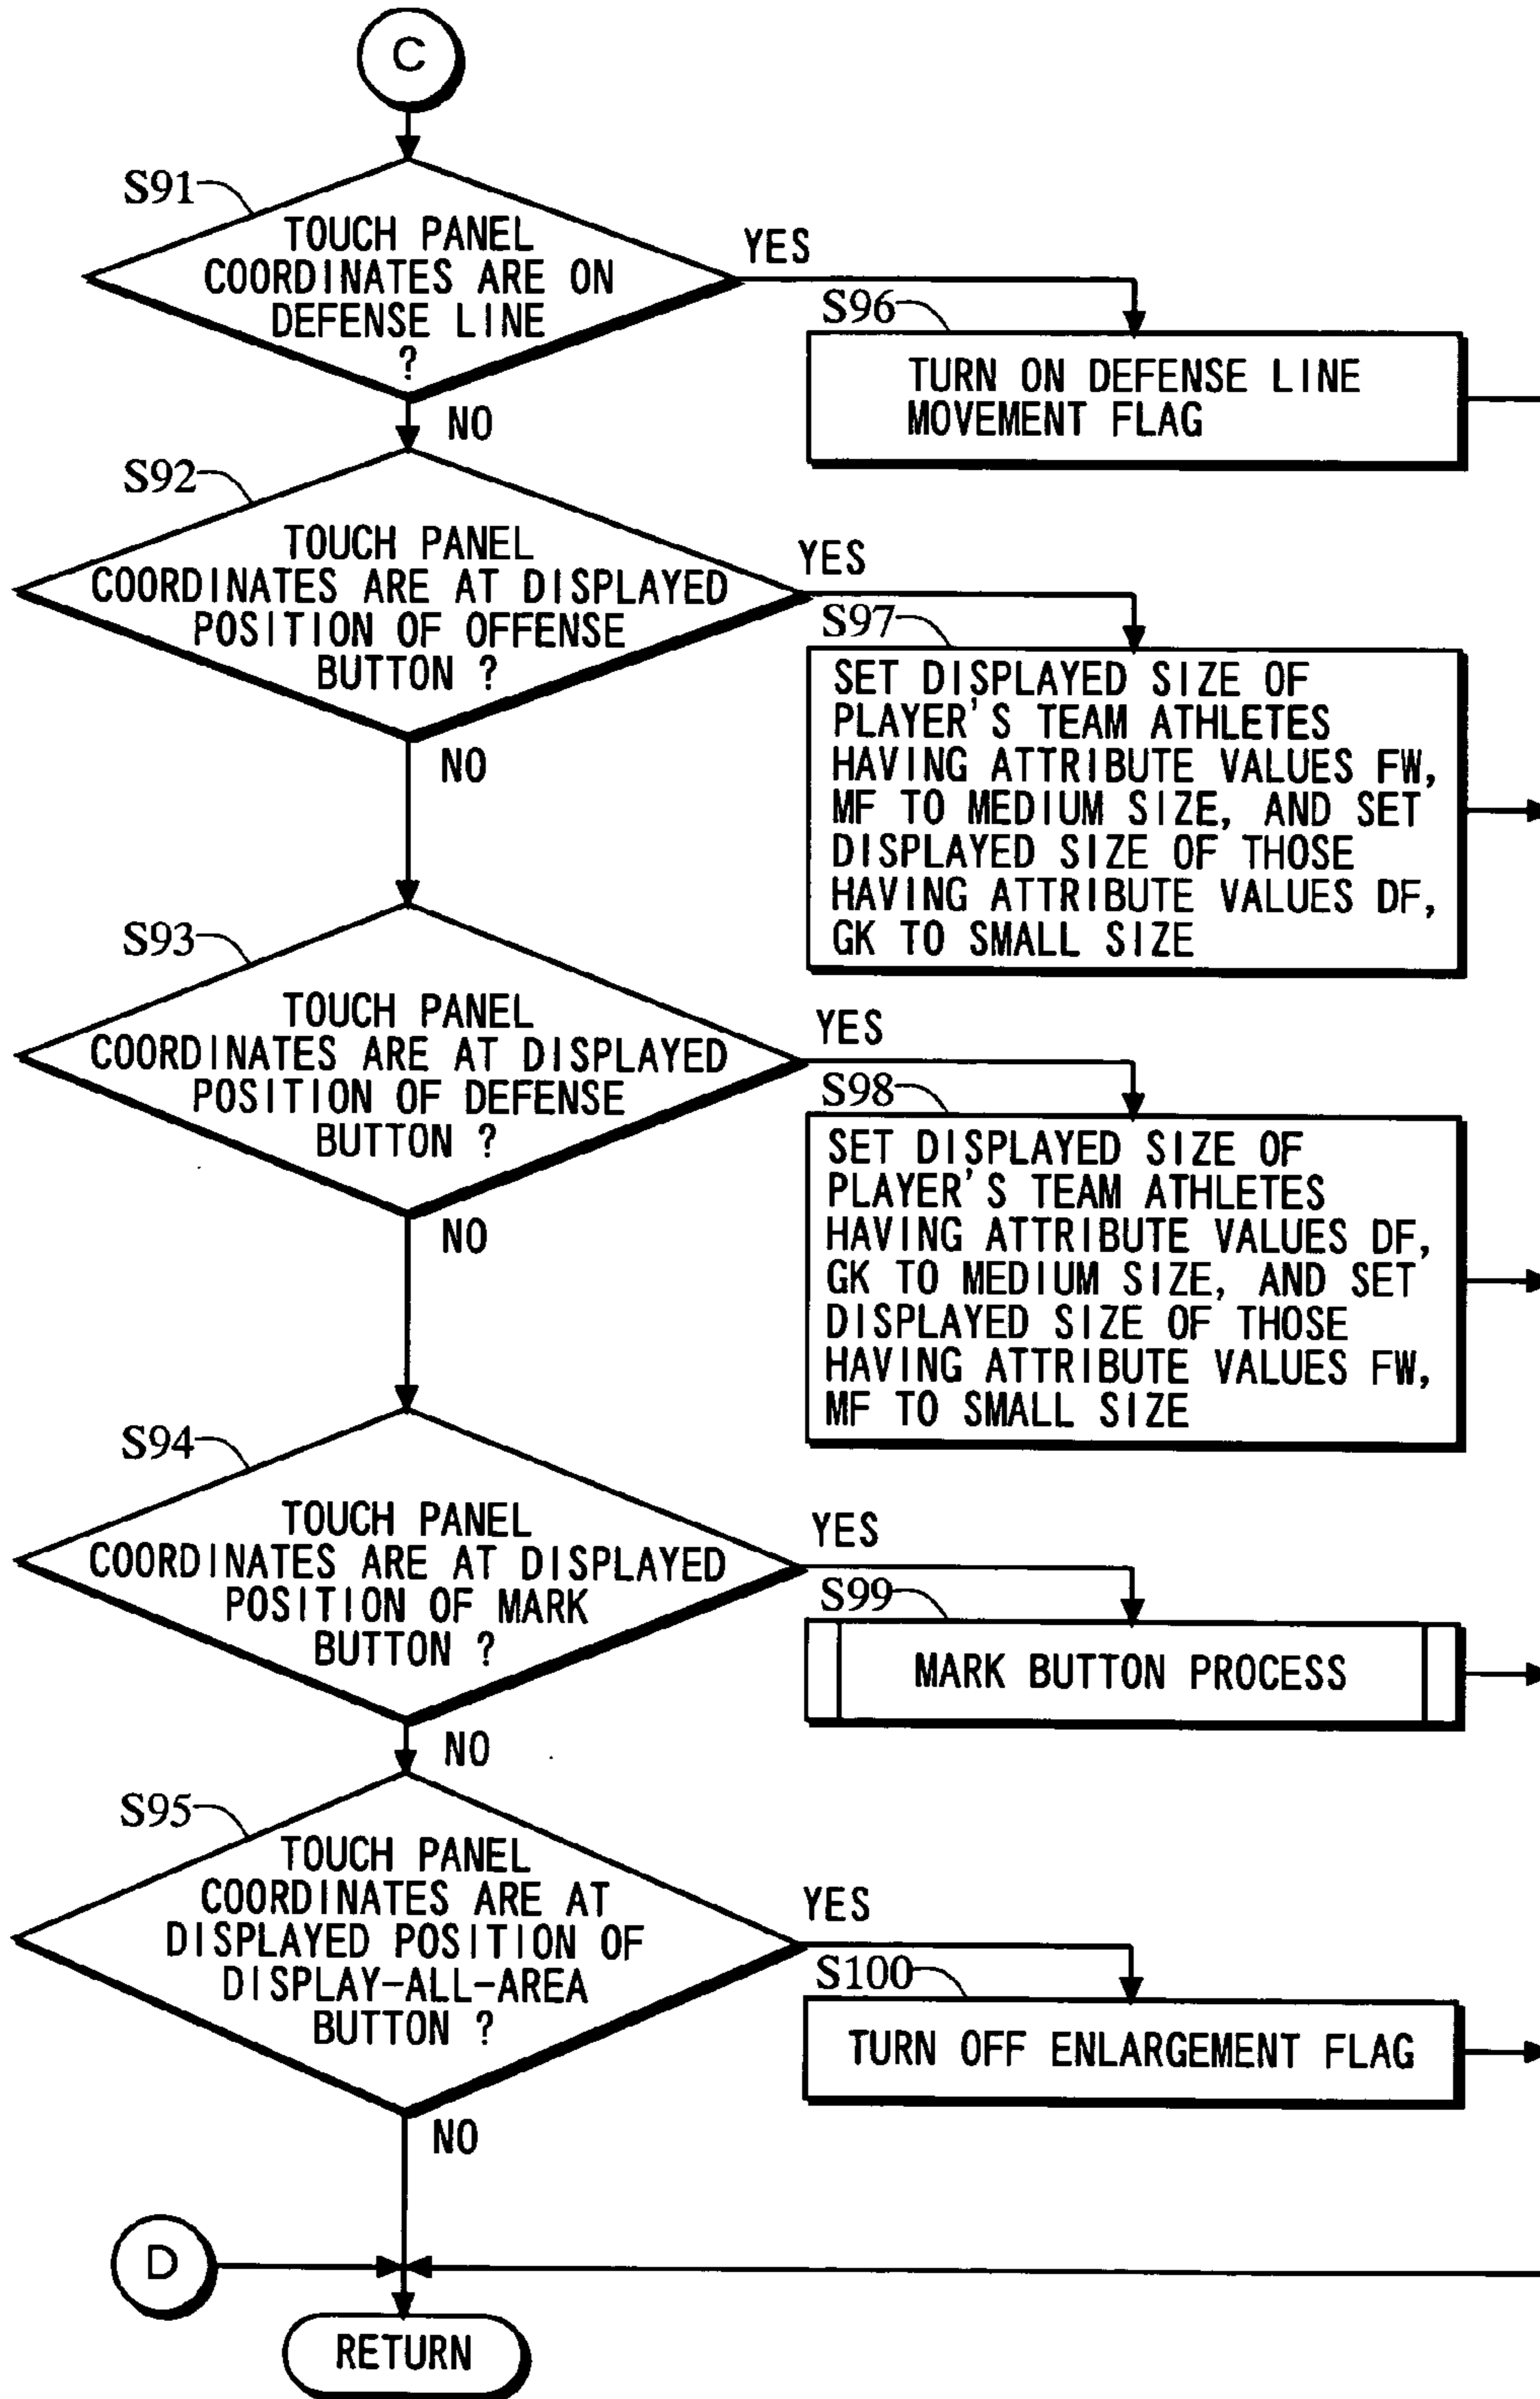 C
S91
TOUCH PANEL
COORDINATES ARE ON
DEFENSE LINE
?
YES
NO
S96
TURN ON DEFENSE LINE
MOVEMENT FLAG
S92
TOUCH PANEL
COORDINATES ARE AT DISPLAYED
POSITION OF OFFENSE
BUTTON ?
YES
NO
S97
SET DISPLAYED SIZE OF
PLAYER'S TEAM ATHLETES
HAVING ATTRIBUTE VALUES FW,
MF TO MEDIUM SIZE, AND SET
DISPLAYED SIZE OF THOSE
HAVING ATTRIBUTE VALUES DF,
GK TO SMALL SIZE
S93
TOUCH PANEL
COORDINATES ARE AT DISPLAYED
POSITION OF DEFENSE
BUTTON ?
YES
NO
S98
SET DISPLAYED SIZE OF
PLAYER'S TEAM ATHLETES
HAVING ATTRIBUTE VALUES DF,
GK TO MEDIUM SIZE, AND SET
DISPLAYED SIZE OF THOSE
HAVING ATTRIBUTE VALUES FW,
MF TO SMALL SIZE
S94
TOUCH PANEL
COORDINATES ARE AT DISPLAYED
POSITION OF MARK
BUTTON ?
YES
NO
S99
MARK BUTTON PROCESS
S95
TOUCH PANEL
COORDINATES ARE AT
DISPLAYED POSITION OF
DISPLAY-ALL-AREA
BUTTON ?
YES
NO
S100
TURN OFF ENLARGEMENT FLAG
D
RETURN